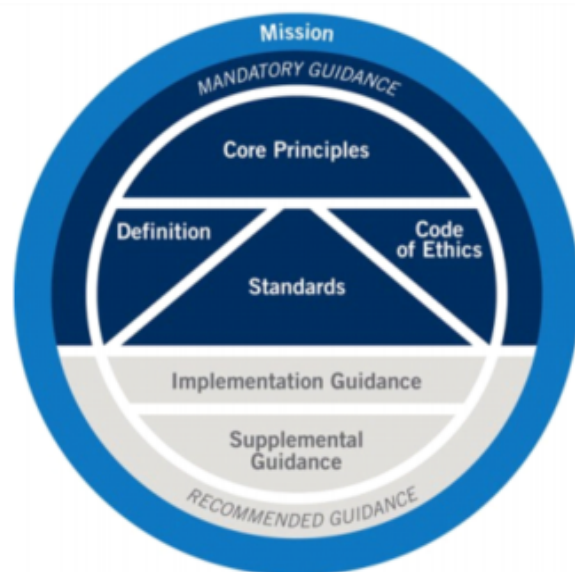 Mission
MANDATORY GUIDANCE
Core Principles
Definition
Code
of Ethics
Standards
Implementation Guidance
Supplemental
Guidance
RECOMMENDED GUIDANCE